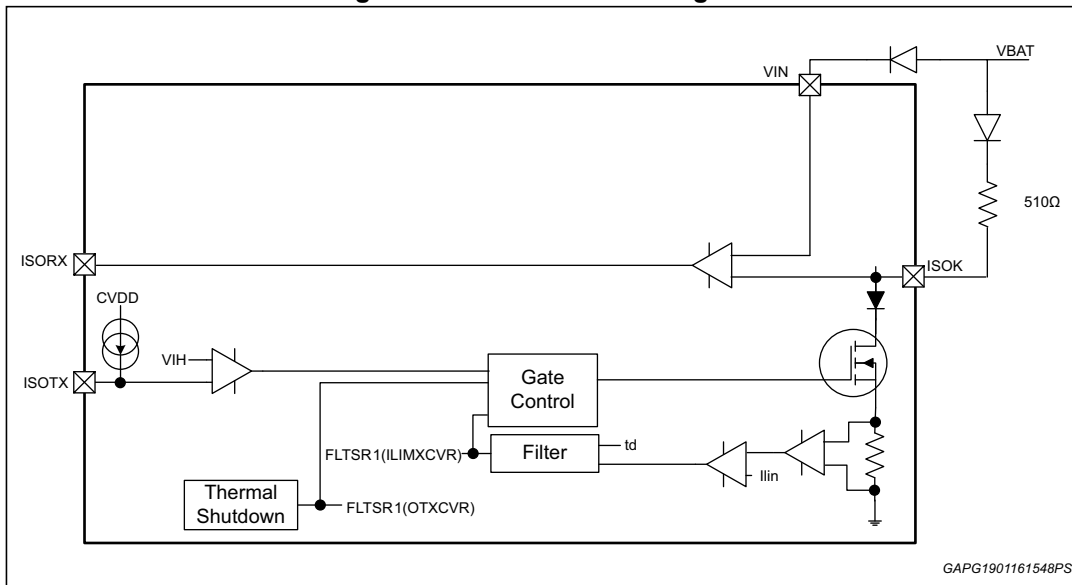 VBAT
VIN
510Ω
ISORX
ISOK
CVDD
VIH
ISOTX
Gate
Control
FLTSR1(ILIMXCVR)
Filter
td
Ilin
Thermal
Shutdown
FLTSR1(OTXCVR)
GAPG1901161548PS